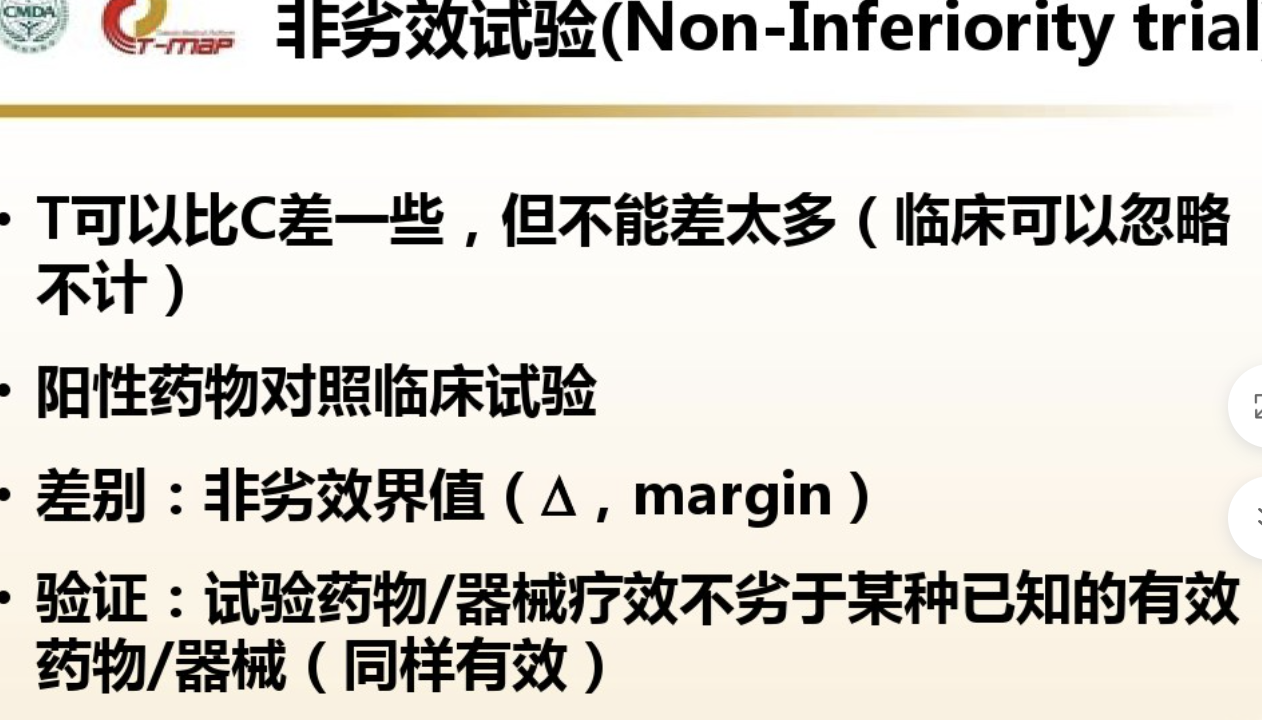 CMDA
T-MAP
非劣效试验(Non-Inferiority trial)
• T可以比C差一些，但不能差太多（临床可以忽略
不计）
• 阳性药物对照临床试验
• 差别：非劣效界值（Δ，margin）
• 验证：试验药物/器械疗效不劣于某种已知的有效
药物/器械（同样有效）